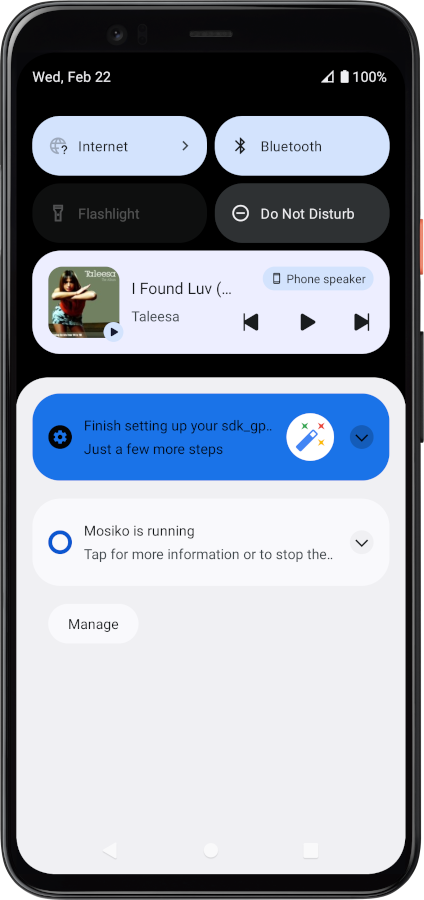 Wed, Feb 22
100%
Internet
Bluetooth
Flashlight
Do Not Disturb
Taleesa
Phone speaker
I Found Luv (...
Taleesa
Finish setting up your sdk_gp..
Just a few more steps
Mosiko is running
Tap for more information or to stop the..
Manage